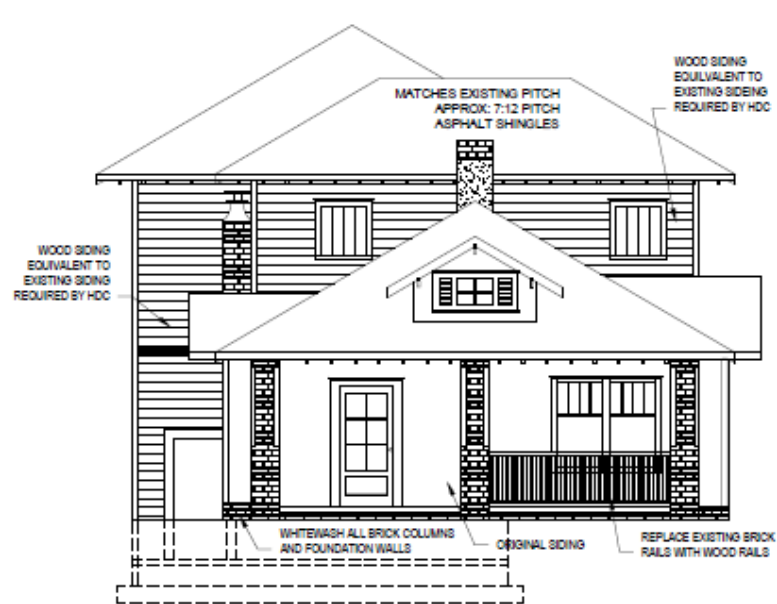 WOOD SIDING
EQUILVALENT TO
EXISTING SIDEING
REQUIRED BY HDC
MATCHES EXISTING PITCH
APPROX: 7:12 PITCH
ASPHALT SHINGLES
WOOD SIDING
EQUIVALENT TO
EXISTING SIDING
REQUIRED BY HDC
WHITEWASH ALL BRICK COLUMNS
AND FOUNDATION WALLS
ORIGINAL SIDING
REPLACE EXISTING BRICK
RAILS WITH WOOD RAILS